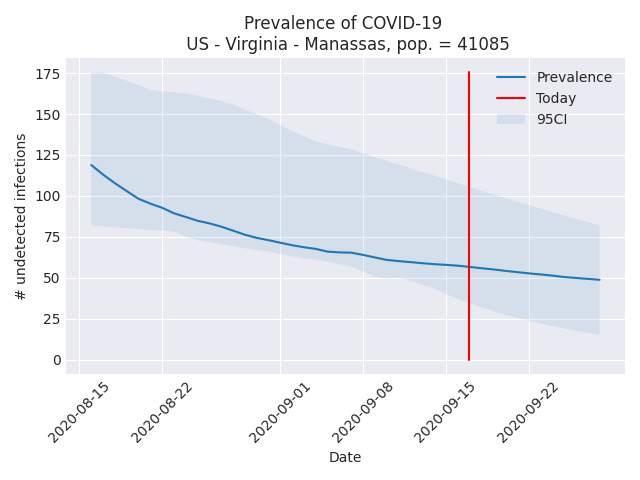 Prevalence of COVID-19
US - Virginia - Manassas, pop. = 41085
# undetected infections
175
150
125
100
75
50
25
0
Prevalence
Today
95CI
2020-08-15
2020-08-22
2020-09-01
2020-09-08
2020-09-15
2020-09-22
Date